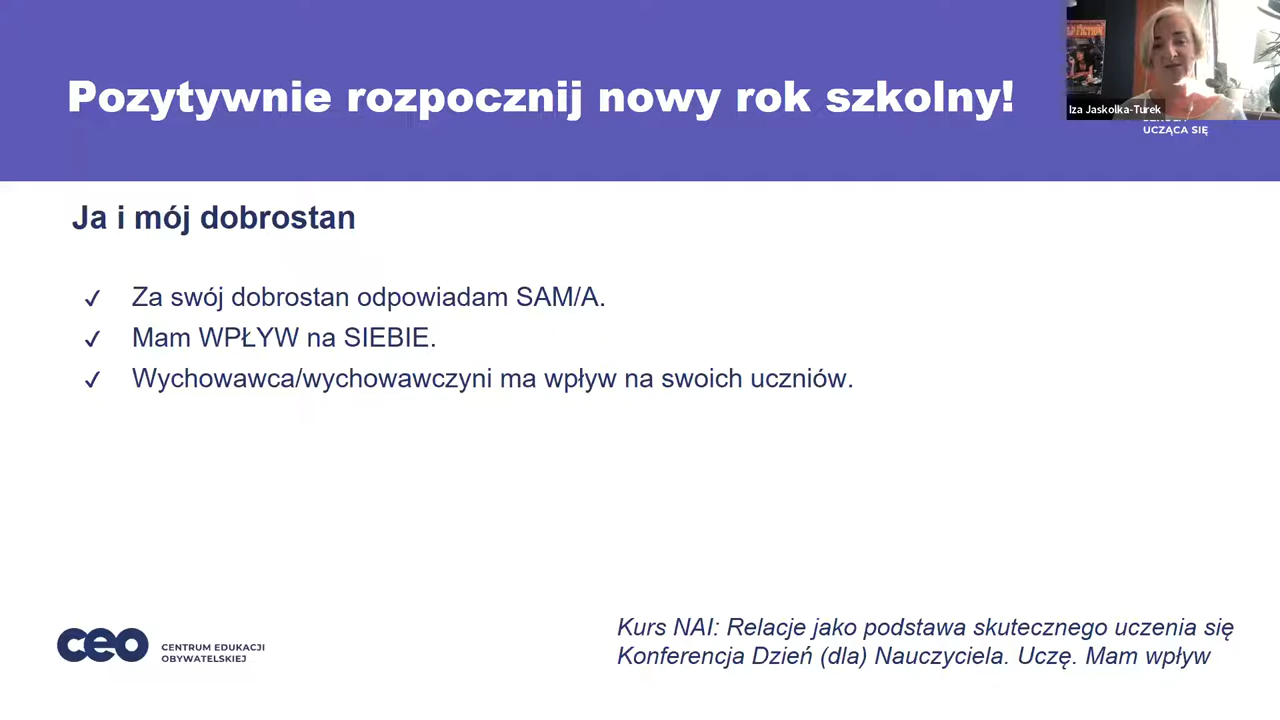 Pozytywnie rozpocznij nowy rok szkolny!
FICTION
Iza Jaskolka-Turek
UCZĄCA SIĘ
Ja i mój dobrostan
✓ Za swój dobrostan odpowiadam SAM/A.
✓ Mam WPŁYW na SIEBIE.
✓ Wychowawca/wychowawczyni ma wpływ na swoich uczniów.
ceo CENTRUM EDUKACJI
OBYWATELSKIEJ
Kurs NAI: Relacje jako podstawa skutecznego uczenia się
Konferencja Dzień (dla) Nauczyciela. Uczę. Mam wpływ